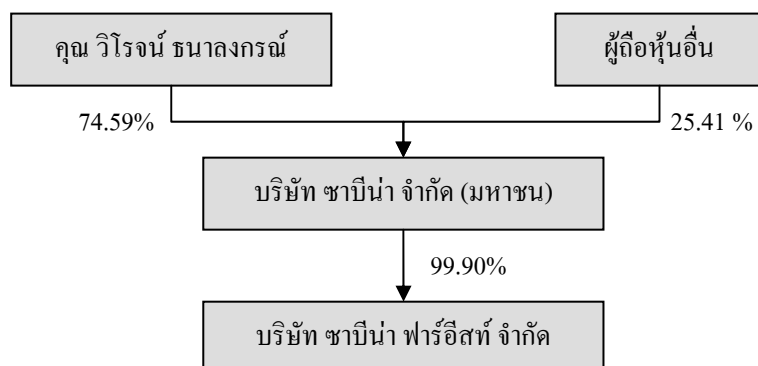 คุณ วิโรจน์ ธนาลงกรณ์
ผู้ถือหุ้นอื่น
74.59%
25.41 %
บริษัท ซาบีน่า จำกัด (มหาชน)
99.90%
บริษัท ซาบีน่า ฟาร์อีสท์ จำกัด